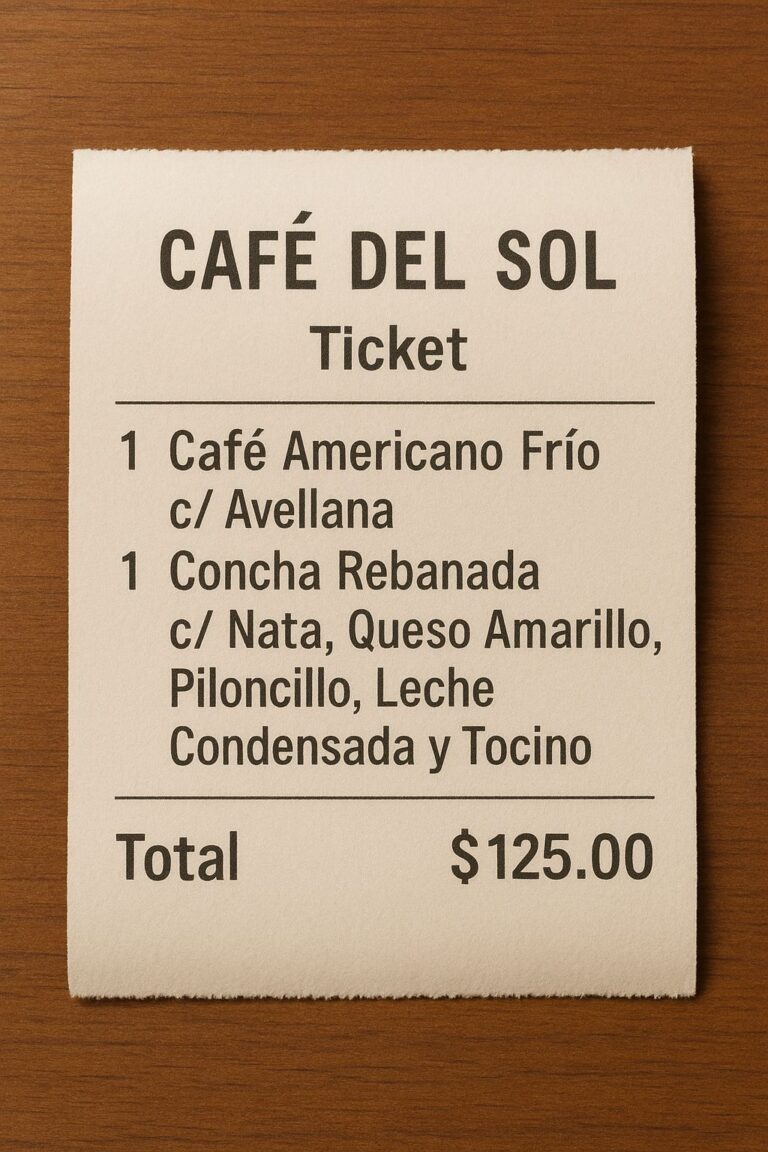 CAFÉ DEL SOL
Ticket
1 Café Americano Frío
c/ Avellana
1 Concha Rebanada
c/ Nata, Queso Amarillo,
Piloncillo, Leche
Condensada y Tocino
Total $125.00